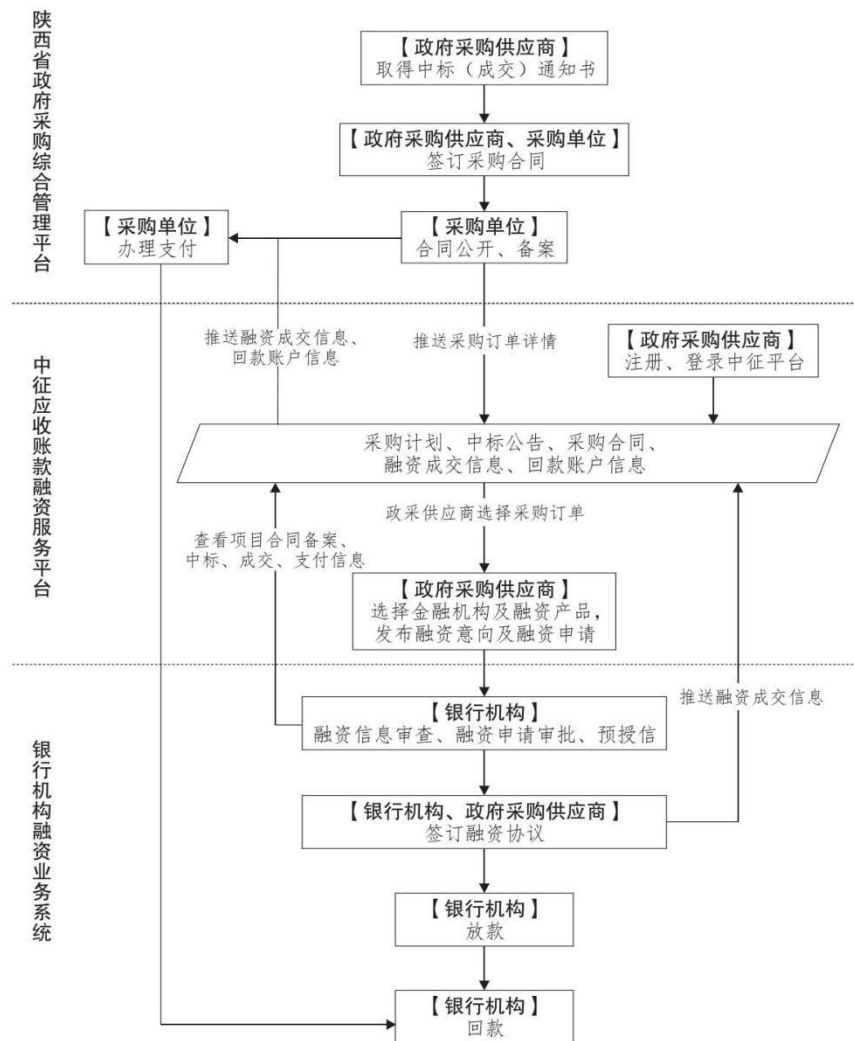 陕西省政府采购综合管理平台
【政府采购供应商】
取得中标（成交）通知书
【政府采购供应商、采购单位】
签订采购合同
【采购单位】
办理支付
【采购单位】
合同公开、备案
中征应收账款融资服务平台
推送融资成交信息、
回款账户信息
推送采购订单详情
【政府采购供应商】
注册、登录中征平台
采购计划、中标公告、采购合同、
融资成交信息、回款账户信息
政采供应商选择采购订单
查看项目合同备案、
中标、成交、支付信息
【政府采购供应商】
选择金融机构及融资产品，
发布融资意向及融资申请
银行机构融资业务系统
【银行机构】
融资信息审查、融资申请审批、预授信
推送融资成交信息
【银行机构、政府采购供应商】
签订融资协议
【银行机构】
放款
【银行机构】
回款